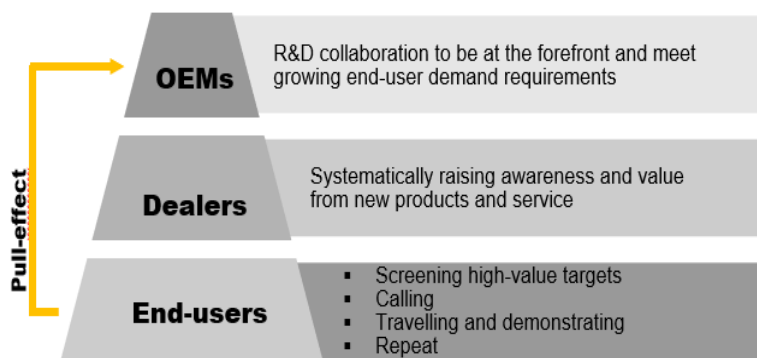 OEMs
R&D collaboration to be at the forefront and meet
growing end-user demand requirements
Dealers
Systematically raising awareness and value
from new products and service
End-users
▪ Screening high-value targets
▪ Calling
▪ Travelling and demonstrating
▪ Repeat
Pull-effect